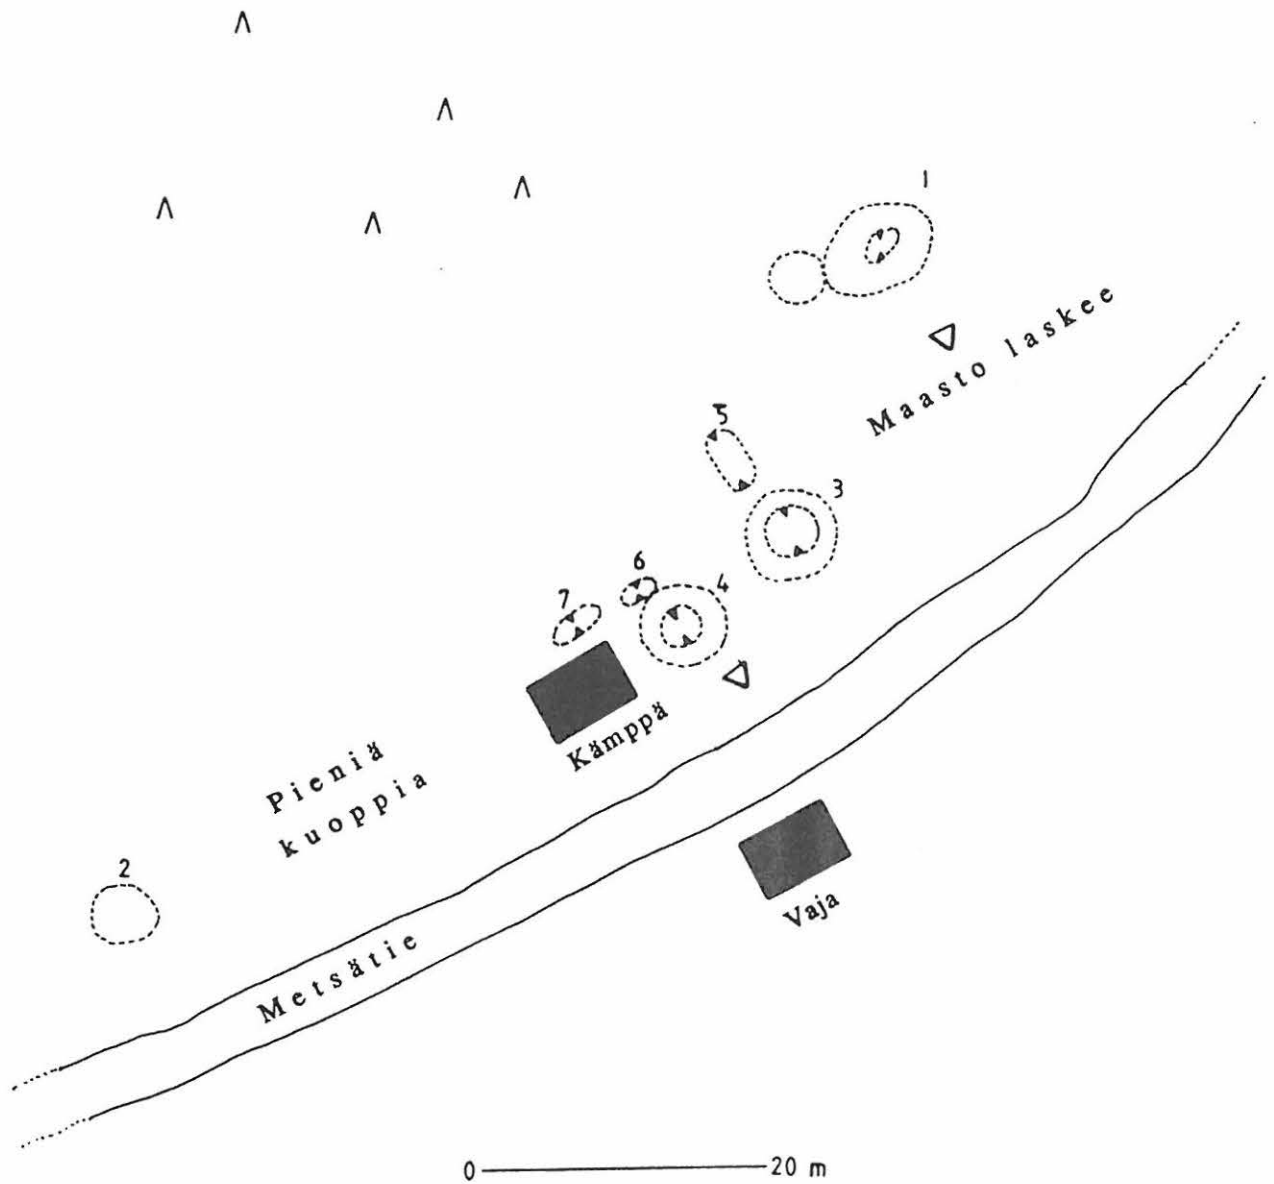 1
Maasto laskee
5
3
6
4
7
Kämppä
Pieniä
kuoppia
2
Vaja
Metsätie
0 20 m